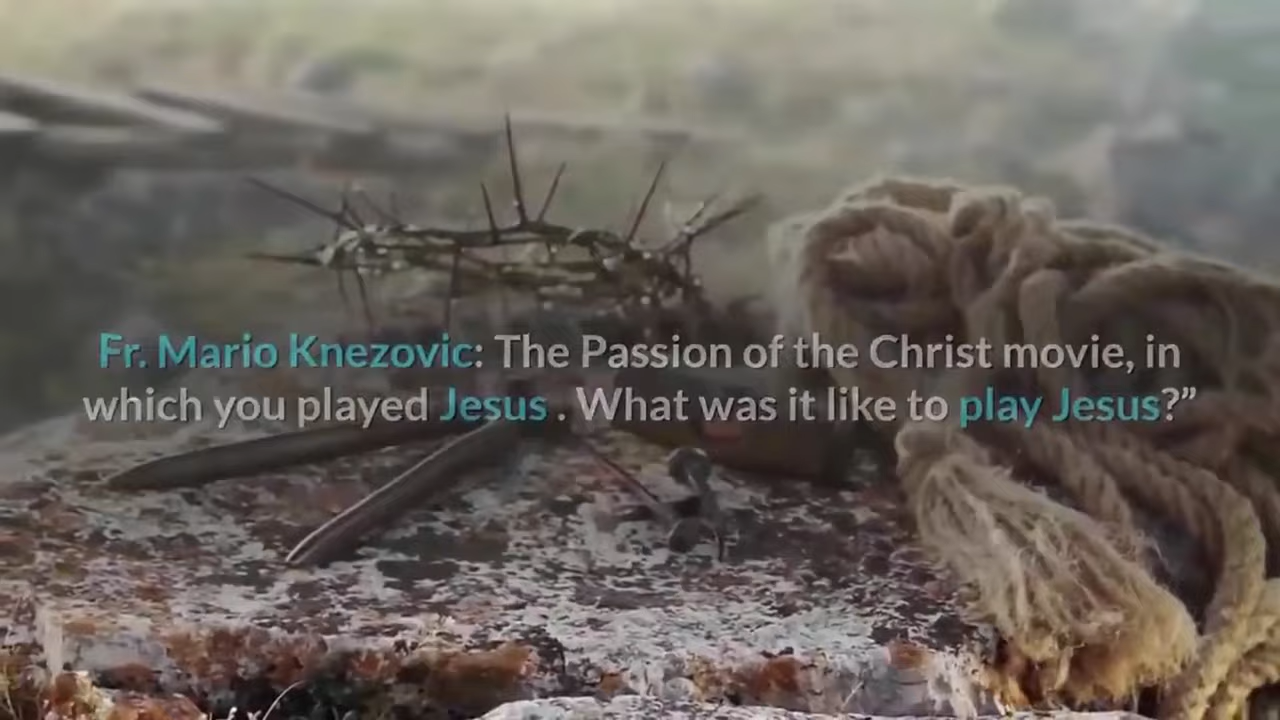 Fr. Mario Knezovic: The Passion of the Christ movie, in
which you played Jesus . What was it like to play Jesus?”